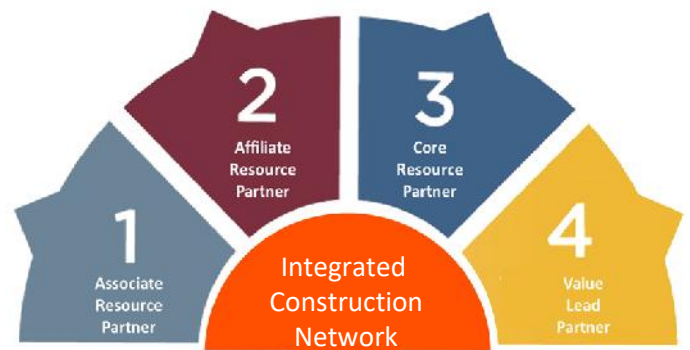 1
Associate
Resource
Partner
2
Affiliate
Resource
Partner
3
Core
Resource
Partner
4
Value
Lead
Partner
Integrated
Construction
Network